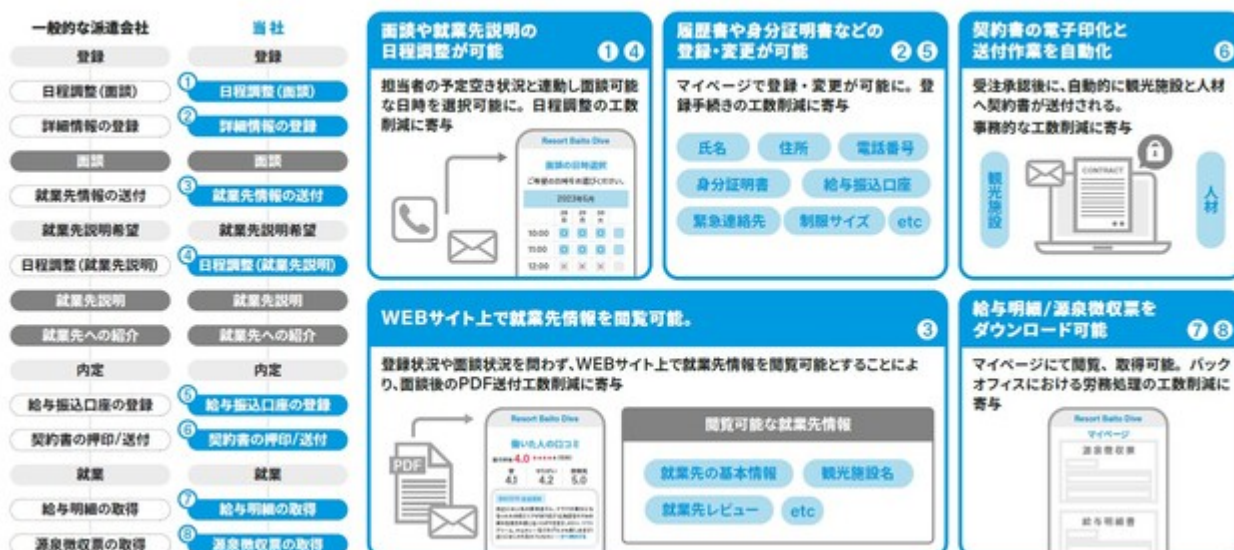 一般的な派遣会社
登録
日程調整(面談)
詳細情報の登録
面談
就業先情報の送付
就業先説明希望
日程調整(就業先説明)
就業先説明
就業先への紹介
内定
給与振込口座の登録
契約書の押印/送付
就業
給与明細の取得
源泉徴収票の取得
当社
登録
① 日程調整(面談)
② 詳細情報の登録
面談
③ 就業先情報の送付
就業先説明希望
④ 日程調整(就業先説明)
就業先説明
就業先への紹介
内定
⑤ 給与振込口座の登録
⑥ 契約書の押印/送付
就業
⑦ 給与明細の取得
⑧ 源泉徴収票の取得
面談や就業先説明の
日程調整が可能 ①④
担当者の予定空き状況と連動し面談可能
な日時を選択可能に。日程調整の工数
削減に寄与
Resort Baito Dive
面談の日時選択
ご希望の日時をお選びください。
2023年5月
10:00
11:00
12:00
履歴書や身分証明書などの
登録・変更が可能 ②⑤
マイページで登録・変更が可能に。登
録手続きの工数削減に寄与
氏名 住所 電話番号
身分証明書 給与振込口座
緊急連絡先 制服サイズ etc
契約書の電子印化と
送付作業を自動化 ⑥
受注承認後に、自動的に観光施設と人材
へ契約書が送付される。
事務的な工数削減に寄与
観光施設
CONTRACT
人材
WEBサイト上で就業先情報を閲覧可能。 ③
登録状況や面談状況を問わず、WEBサイト上で就業先情報を閲覧可能とすることによ
り、面談後のPDF送付工数削減に寄与
PDF
Resort Baito Dive
働いた人の口コミ
4.0
4.1 4.2 5.0
閲覧可能な就業先情報
就業先の基本情報 観光施設名
就業先レビュー etc
給与明細/源泉徴収票を
ダウンロード可能 ⑦⑧
マイページにて閲覧、取得可能。バック
オフィスにおける労務処理の工数削減に
寄与
Resort Baito Dive
マイページ
源泉徴収票
給与明細書